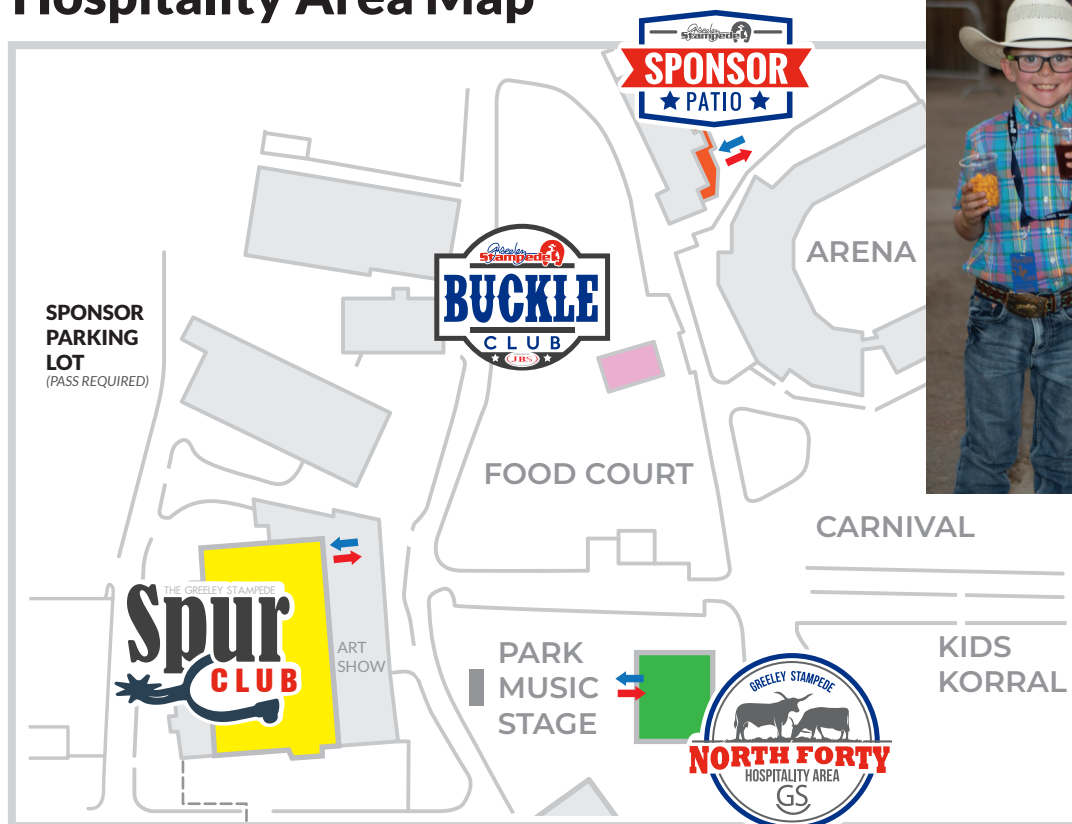 Hospitality Area Map
Greeley
Stampede
SPONSOR
PATIO
ARENA
Greeley
Stampede
BUCKLE
CLUB
JBS
SPONSOR
PARKING
LOT
(PASS REQUIRED)
FOOD COURT
CARNIVAL
THE GREELEY STAMPEDE
Spur
CLUB
ART
SHOW
PARK
MUSIC
STAGE
KIDS
KORRAL
GREELEY STAMPEDE
NORTH FORTY
HOSPITALITY AREA
GS